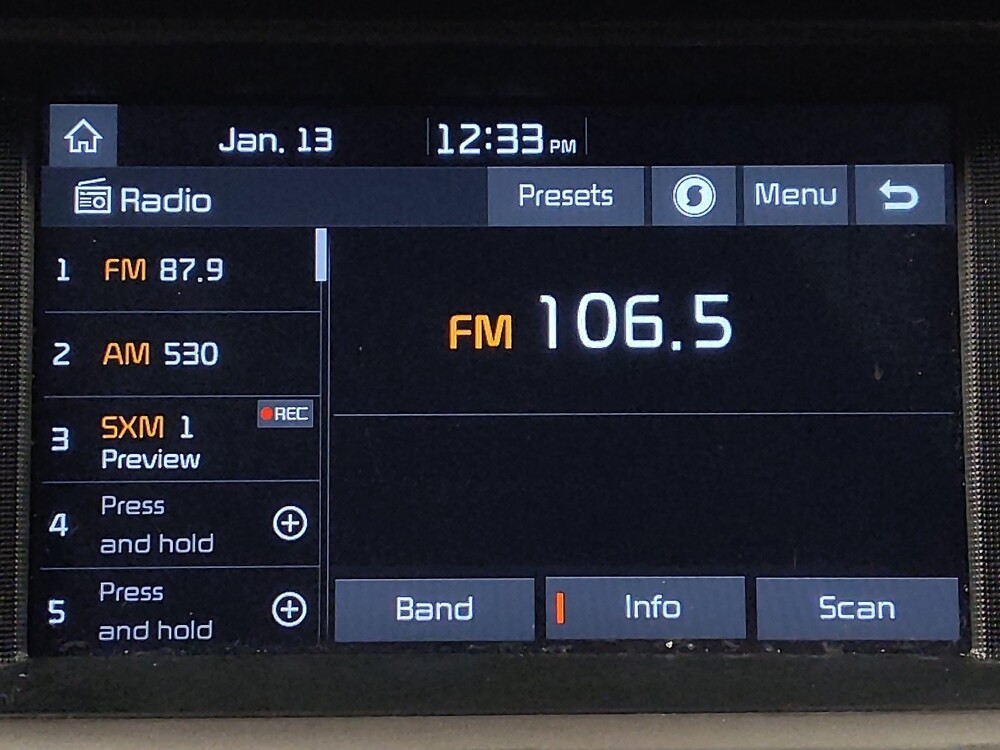 Jan. 13
12:33 PM
Radio
Presets
Menu
1 FM 87.9
2 AM 530
3 SXM 1
REC
Preview
4 Press
and hold
5 Press
and hold
FM 106.5
Band
Info
Scan